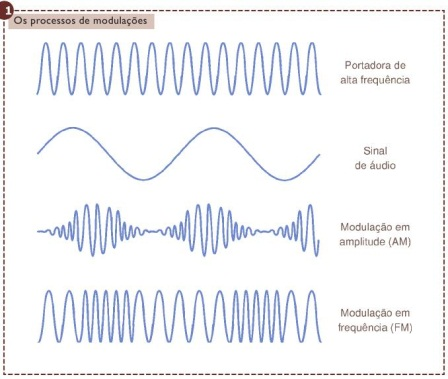 1
Os processos de modulações
Portadora de
alta frequência
Sinal
de áudio
Modulação em
amplitude (AM)
Modulação em
frequência (FM)